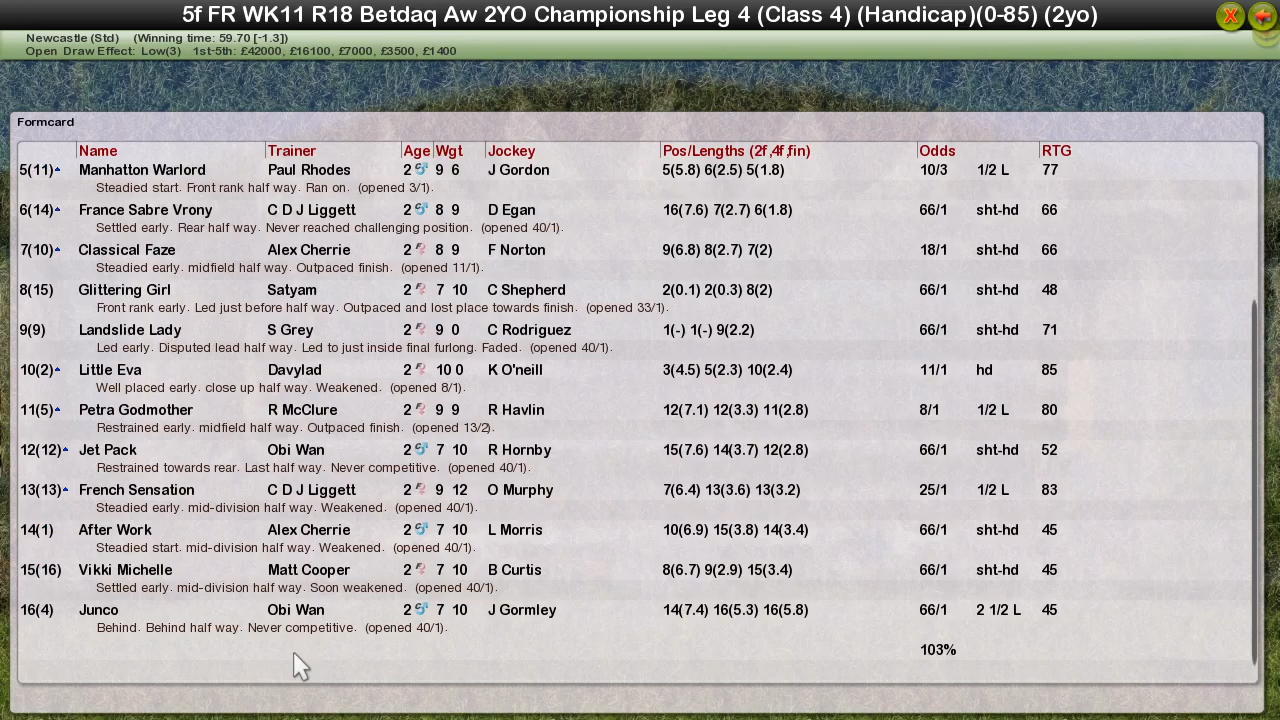 5f FR WK11 R18 Betdaq Aw 2YO Championship Leg 4 (Class 4) (Handicap)(0-85) (2yo)
Newcastle (Std) (Winning time: 59.70 [-1.3])
Open Draw Effect: Low(3) 1st-5th: £42000, £16100, £7000, £3500, £1400
Formcard
Name Trainer Age Wgt Jockey Pos/Lengths (2f,4f,fin) Odds RTG
5(11) Manhatton Warlord Paul Rhodes 2 9 6 J Gordon 5(5.8) 6(2.5) 5(1.8) 10/3 1/2 L 77
Steadied start. Front rank half way. Ran on. (opened 3/1).
6(14) France Sabre Vrony C D J Liggett 2 8 9 D Egan 16(7.6) 7(2.7) 6(1.8) 66/1 sht-hd 66
Settled early. Rear half way. Never reached challenging position. (opened 40/1).
7(10) Classical Faze Alex Cherrie 2 8 9 F Norton 9(6.8) 8(2.7) 7(2) 18/1 sht-hd 66
Steadied early. midfield half way. Outpaced finish. (opened 11/1).
8(15) Glittering Girl Satyam 2 7 10 C Shepherd 2(0.1) 2(0.3) 8(2) 66/1 sht-hd 48
Front rank early. Led just before half way. Outpaced and lost place towards finish. (opened 33/1).
9(9) Landslide Lady S Grey 2 9 0 C Rodriguez 1(-) 1(-) 9(2.2) 66/1 sht-hd 71
Led early. Disputed lead half way. Led to just inside final furlong. Faded. (opened 40/1).
10(2) Little Eva Davylad 2 10 0 K O'neill 3(4.5) 5(2.3) 10(2.4) 11/1 hd 85
Well placed early. close up half way. Weakened. (opened 8/1).
11(5) Petra Godmother R McClure 2 9 9 R Havlin 12(7.1) 12(3.3) 11(2.8) 8/1 1/2 L 80
Restrained early. midfield half way. Outpaced finish. (opened 13/2).
12(12) Jet Pack Obi Wan 2 7 10 R Hornby 15(7.6) 14(3.7) 12(2.8) 66/1 sht-hd 52
Restrained towards rear. Last half way. Never competitive. (opened 40/1).
13(13) French Sensation C D J Liggett 2 9 12 O Murphy 7(6.4) 13(3.6) 13(3.2) 25/1 1/2 L 83
Steadied early. mid-division half way. Weakened. (opened 40/1).
14(1) After Work Alex Cherrie 2 7 10 L Morris 10(6.9) 15(3.8) 14(3.4) 66/1 sht-hd 45
Steadied start. mid-division half way. Weakened. (opened 40/1).
15(16) Vikki Michelle Matt Cooper 2 7 10 B Curtis 8(6.7) 9(2.9) 15(3.4) 66/1 sht-hd 45
Settled early. mid-division half way. Soon weakened. (opened 40/1).
16(4) Junco Obi Wan 2 7 10 J Gormley 14(7.4) 16(5.3) 16(5.8) 66/1 2 1/2 L 45
Behind. Behind half way. Never competitive. (opened 40/1).
103%